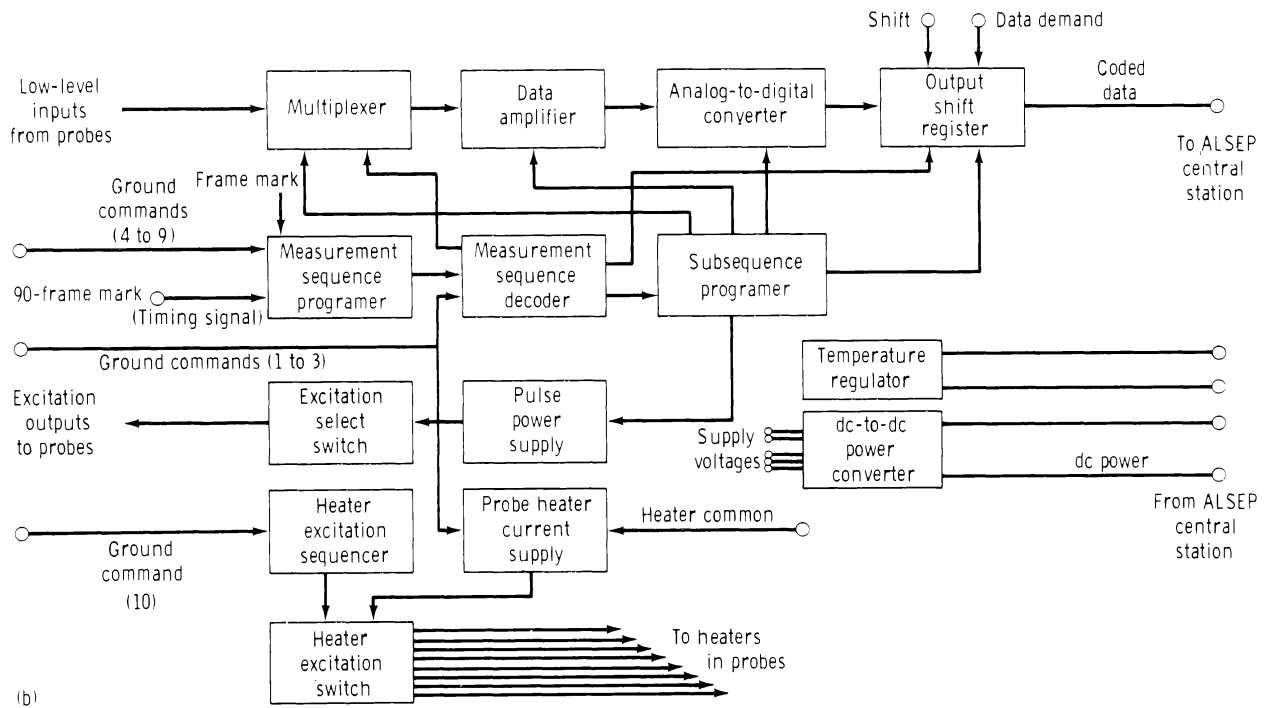 Shift
Data demand
Low-level
inputs
from probes
Multiplexer
Data
amplifier
Analog-to-digital
converter
Output
shift
register
Coded
data
To ALSEP
central
station
Ground
commands
(4 to 9)
Frame mark
Measurement
sequence
programer
Measurement
sequence
decoder
Subsequence
programer
90-frame mark
(Timing signal)
Ground commands (1 to 3)
Temperature
regulator
Excitation
outputs
to probes
Excitation
select
switch
Pulse
power
supply
Supply
voltages
dc-to-dc
power
converter
dc power
From ALSEP
central
station
Heater
excitation
sequencer
Probe heater
current
supply
Heater common
Ground
command
(10)
Heater
excitation
switch
To heaters
in probes
(b)